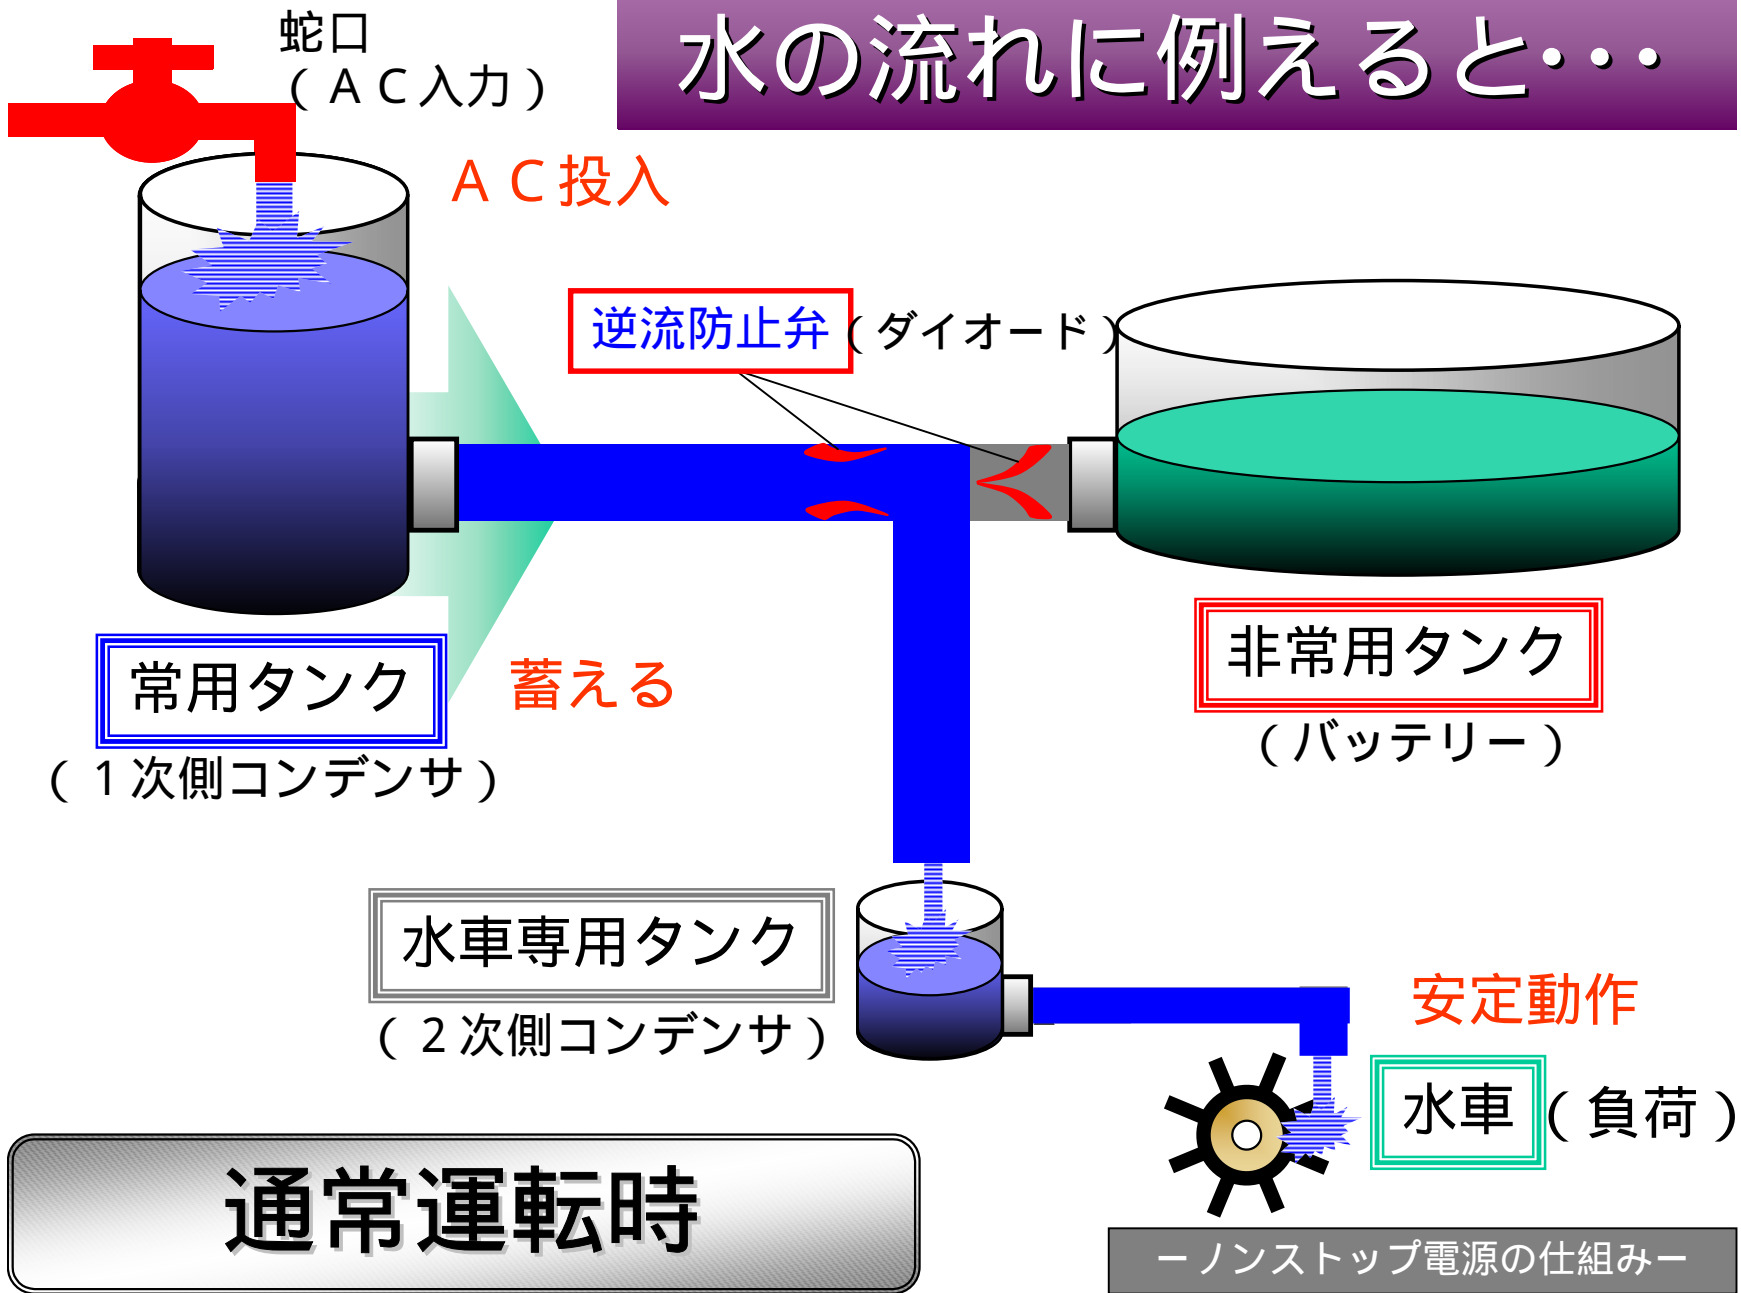 水の流れに例えると・・・
蛇口
（ＡＣ入力）
ＡＣ投入
逆流防止弁（ダイオード）
常用タンク
（１次側コンデンサ）
蓄える
非常用タンク
（バッテリー）
水車専用タンク
（２次側コンデンサ）
安定動作
水車（負荷）
通常運転時
－ノンストップ電源の仕組み－